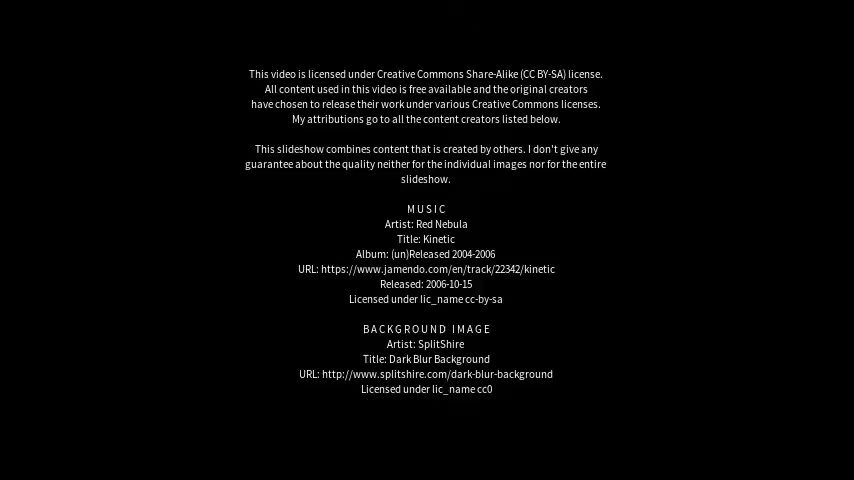 This video is licensed under Creative Commons Share-Alike (CC BY-SA) license.
All content used in this video is free available and the original creators
have chosen to release their work under various Creative Commons licenses.
My attributions go to all the content creators listed below.
This slideshow combines content that is created by others. I don't give any
guarantee about the quality neither for the individual images nor for the entire
slideshow.
MUSIC
Artist: Red Nebula
Title: Kinetic
Album: (un)Released 2004-2006
URL: https://www.jamendo.com/en/track/22342/kinetic
Released: 2006-10-15
Licensed under lic_name cc-by-sa
BACKGROUND IMAGE
Artist: SplitShire
Title: Dark Blur Background
URL: http://www.splitshire.com/dark-blur-background
Licensed under lic_name cc0